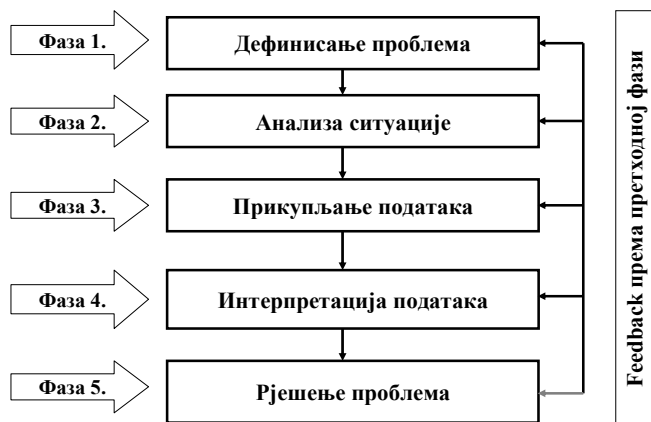 Фаза 1.
Дефинисање проблема
Фаза 2.
Анализа ситуације
Фаза 3.
Прикупљање података
Фаза 4.
Интерпретација података
Фаза 5.
Рјешење проблема
Feedback према претходној фази